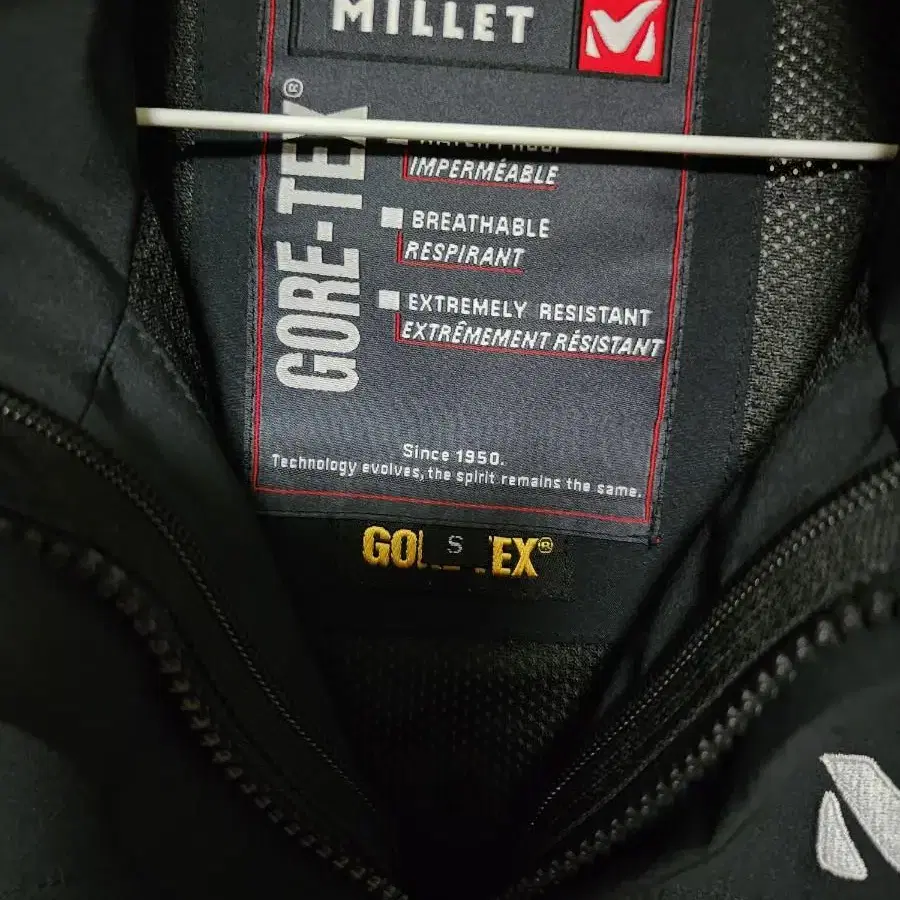 MILLET
GORE-TEX®
IMPERMÉABLE
BREATHABLE
RESPIRANT
EXTREMELY RESISTANT
EXTRÊMEMENT RÉSISTANT
Since 1950.
Technology evolves, the spirit remains the same.
S